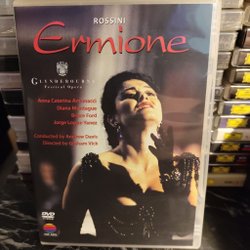 ROSSINI
Ermione
GLYNDEBOURNE
Festival Opera
Anna Caterina Antonacci
Diana Montague
Bruce Ford
Jorge Lopez-Yanez
Conducted by Andrew Davis
Directed by Graham Vick
DVD